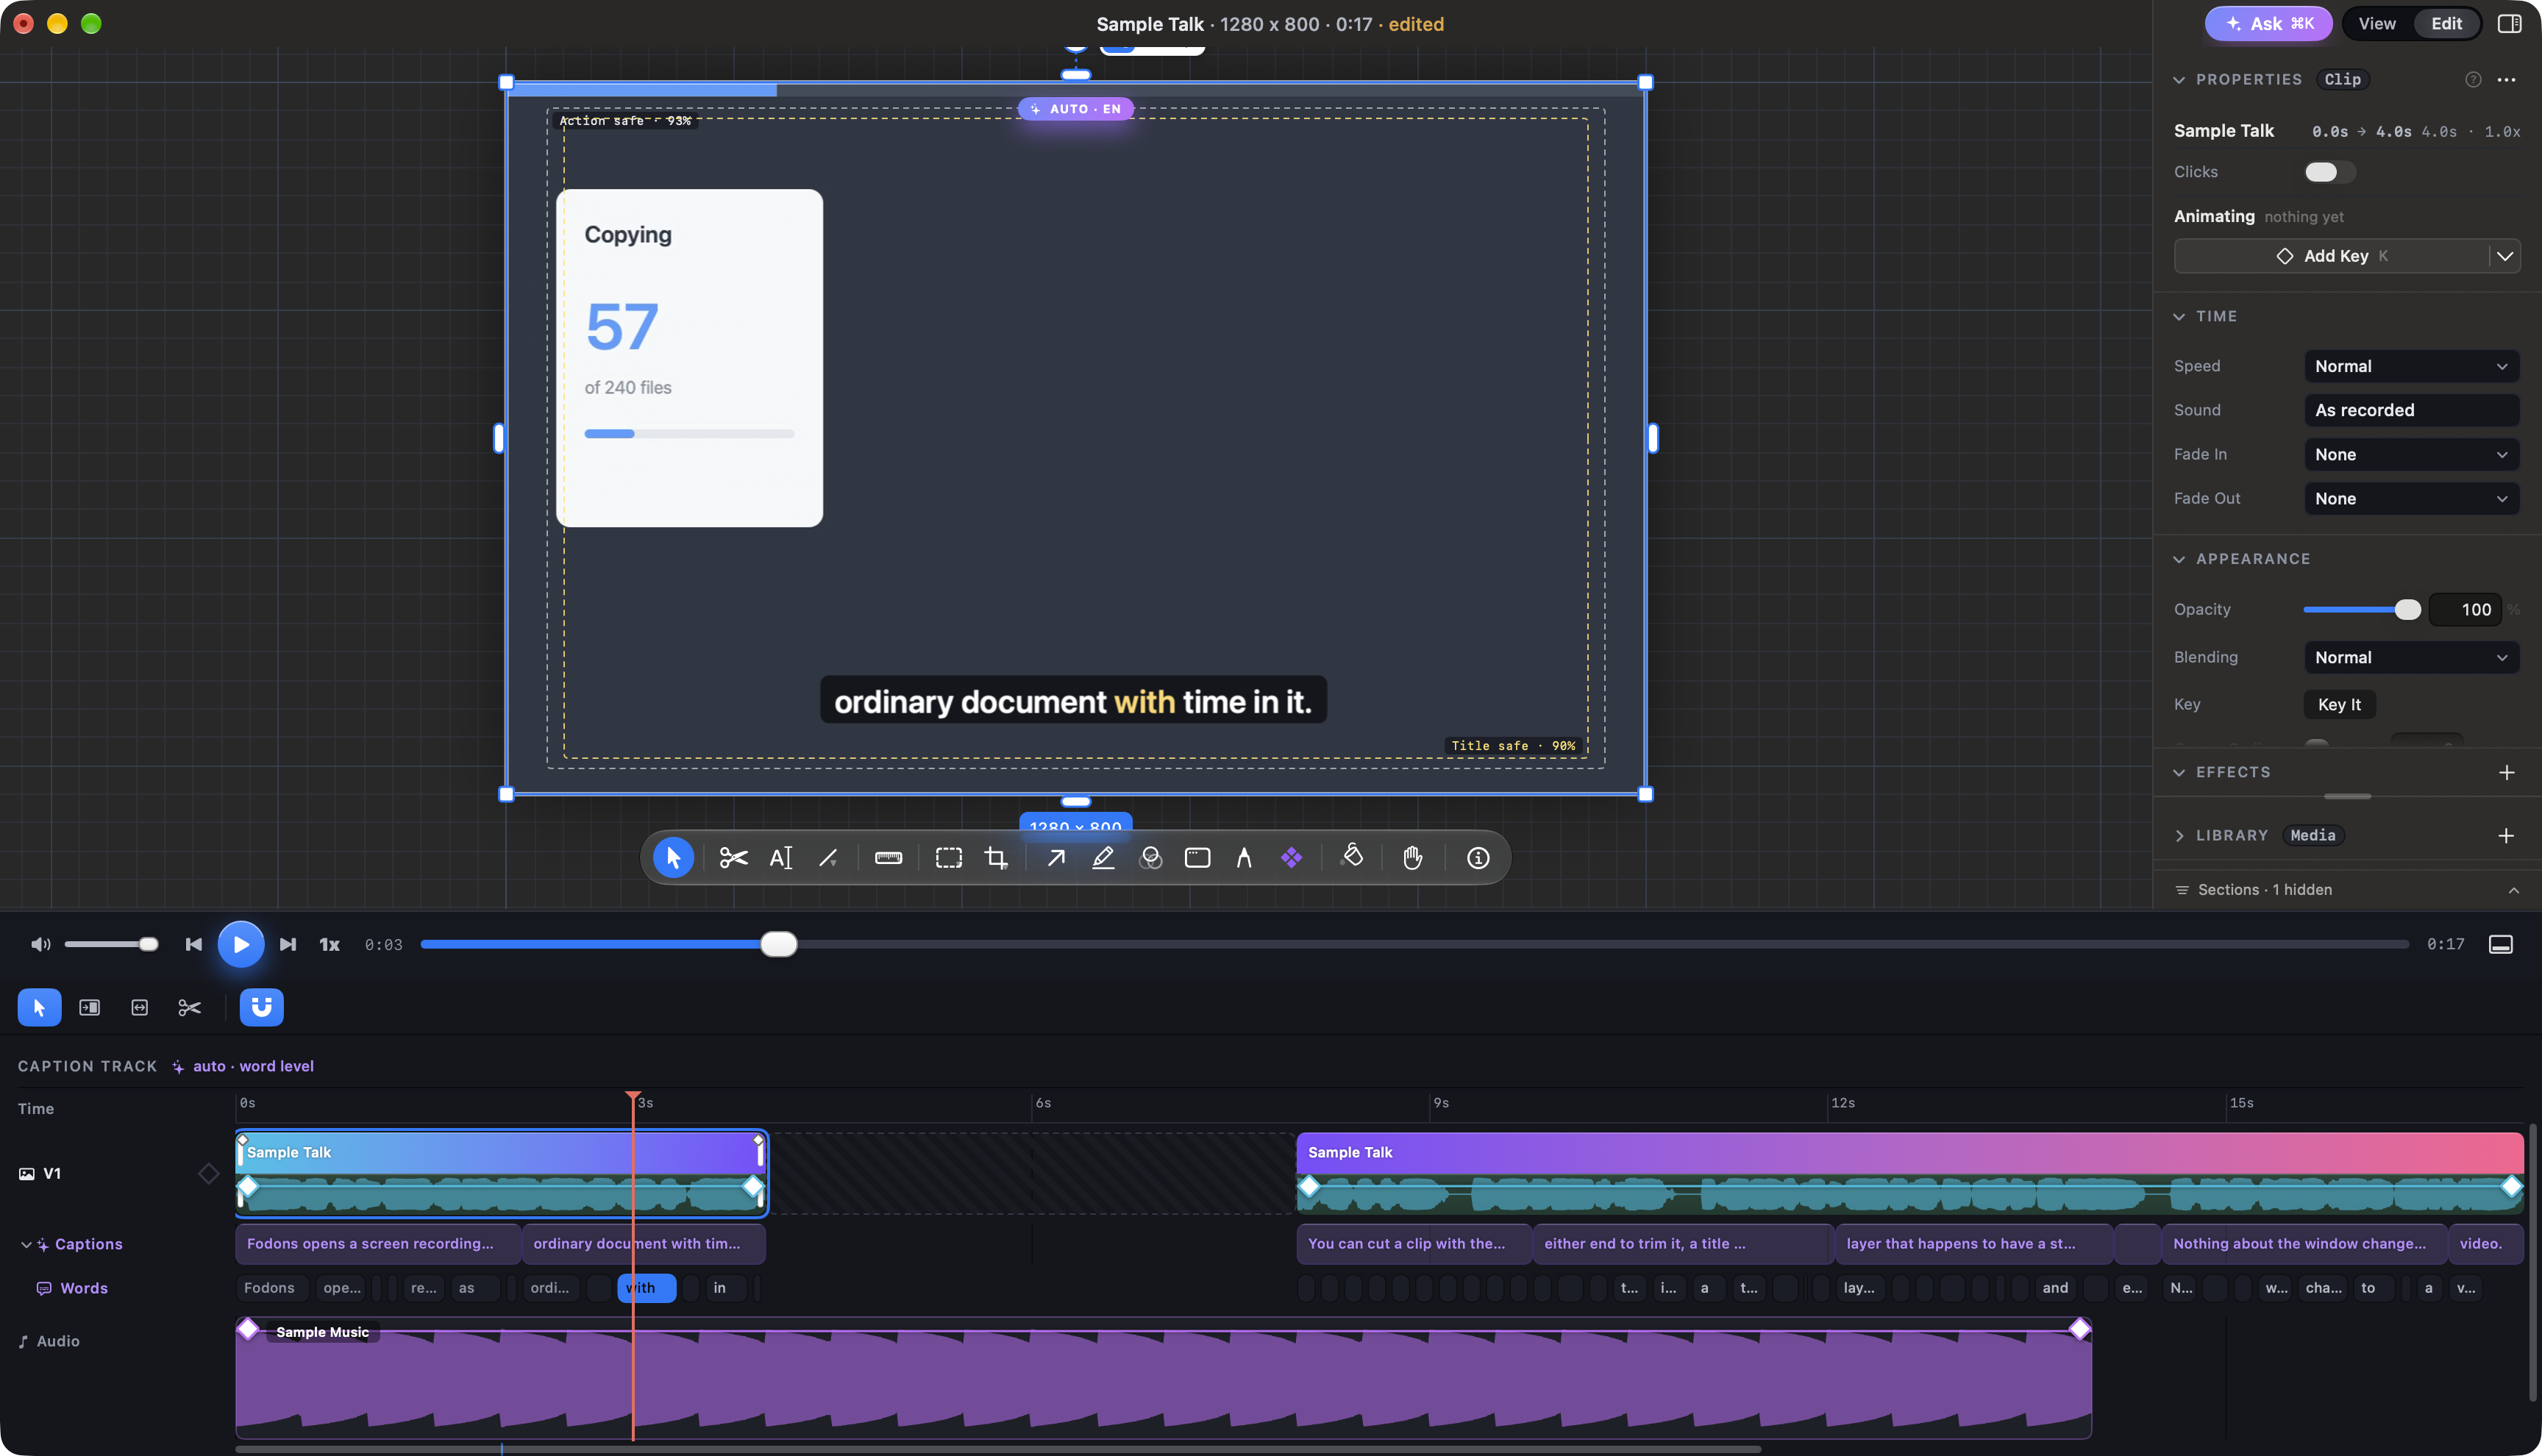 Sample Talk · 1280 x 800 · 0:17 · edited
Ask ⌘K
View
Edit
PROPERTIES Clip
Sample Talk 0.0s → 4.0s 4.0s · 1.0x
Clicks
Animating nothing yet
Add Key K
TIME
Speed Normal
Sound As recorded
Fade In None
Fade Out None
APPEARANCE
Opacity 100 %
Blending Normal
Key Key It
EFFECTS
LIBRARY Media
Sections · 1 hidden
AUTO · EN
Action safe · 93%
Copying
57
of 240 files
ordinary document with time in it.
Title safe · 90%
1280 × 800
1x 0:03 0:17
CAPTION TRACK auto · word level
Time 0s 3s 6s 9s 12s 15s
V1 Sample Talk Sample Talk
Captions Fodons opens a screen recording... ordinary document with tim... You can cut a clip with the... either end to trim it, a title ... layer that happens to have a st... Nothing about the window change... video.
Words Fodons ope... re... as ordi... with in t... i... a t... lay... and e... N... w... cha... to a v...
Audio Sample Music